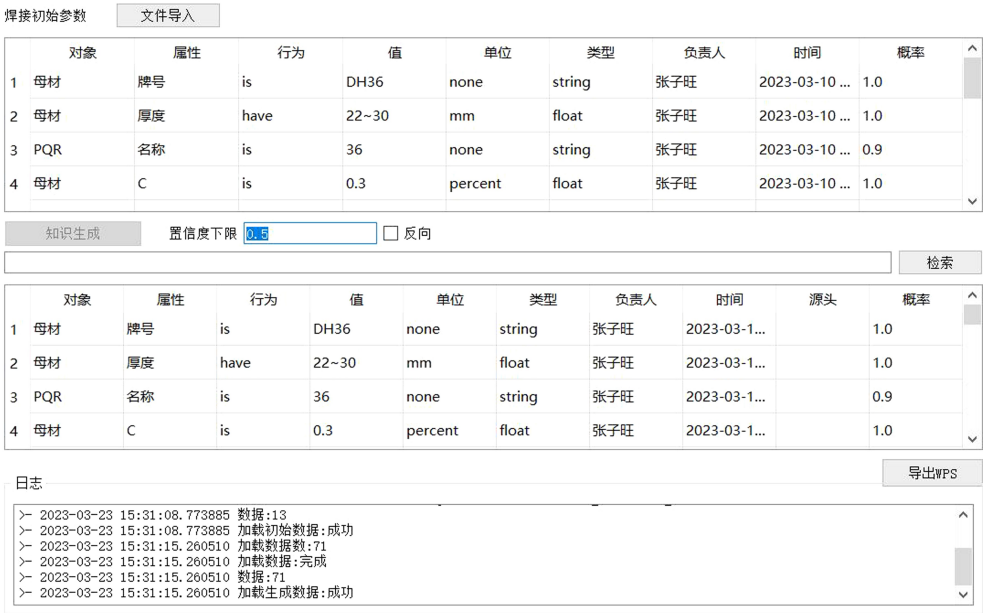 焊接初始参数 文件导入
对象 属性 行为 值 单位 类型 负责人 时间 概率
1 母材 牌号 is DH36 none string 张子旺 2023-03-10 ... 1.0
2 母材 厚度 have 22~30 mm float 张子旺 2023-03-10 ... 1.0
3 PQR 名称 is 36 none string 张子旺 2023-03-10 ... 0.9
4 母材 C is 0.3 percent float 张子旺 2023-03-10 ... 1.0
知识生成 置信度下限 0.5 反向
检索
对象 属性 行为 值 单位 类型 负责人 时间 源头 概率
1 母材 牌号 is DH36 none string 张子旺 2023-03-1... 1.0
2 母材 厚度 have 22~30 mm float 张子旺 2023-03-1... 1.0
3 PQR 名称 is 36 none string 张子旺 2023-03-1... 0.9
4 母材 C is 0.3 percent float 张子旺 2023-03-1... 1.0
导出WPS
日志
>- 2023-03-23 15:31:08.773885 数据:13
>- 2023-03-23 15:31:08.773885 加载初始数据:成功
>- 2023-03-23 15:31:15.260510 加载数据数:71
>- 2023-03-23 15:31:15.260510 加载数据:完成
>- 2023-03-23 15:31:15.260510 数据:71
>- 2023-03-23 15:31:15.260510 加载生成数据:成功